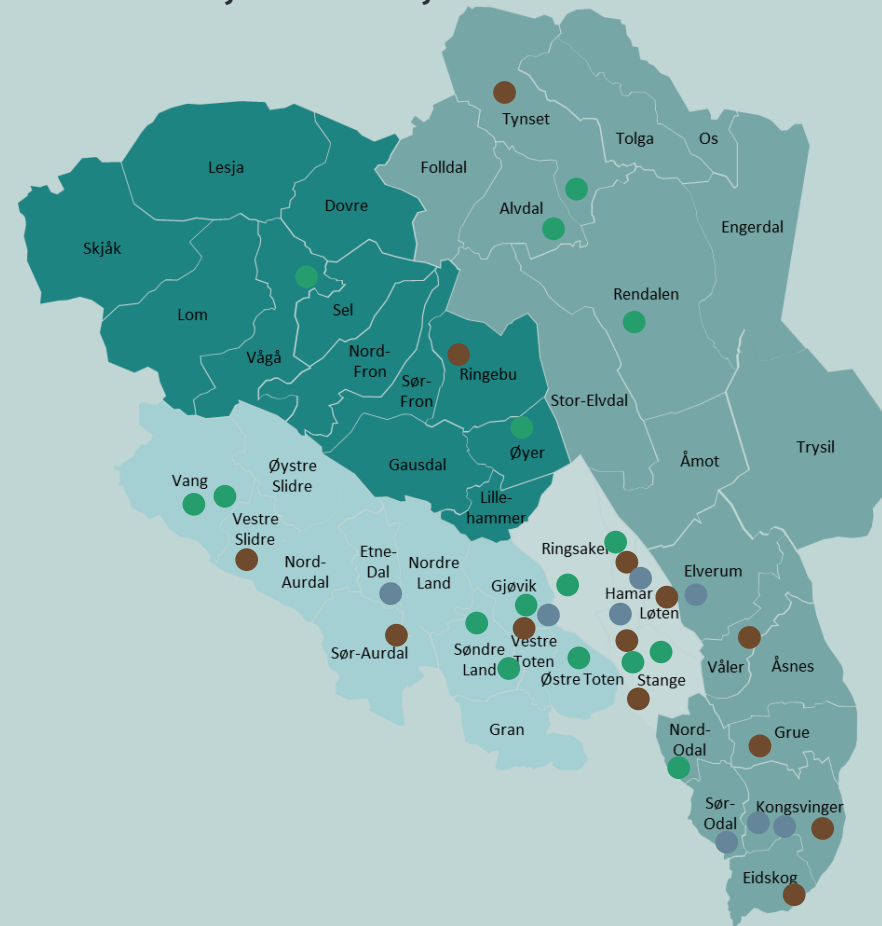 Tynset
Tolga
Os
Folldal
Lesja
Alvdal
Dovre
Engerdal
Skjåk
Rendalen
Sel
Lom
Vågå
Nord-
Fron
Sør-
Fron
Ringebu
Stor-Elvdal
Øyer
Gausdal
Åmot
Trysil
Øystre
Slidre
Vang
Lille-
hammer
Vestre
Slidre
Ringsaker
Etne-
Dal
Nord-
Aurdal
Nordre
Land
Elverum
Gjøvik
Hamar
Løten
Vestre
Toten
Sør-Aurdal
Søndre
Land
Østre Toten
Stange
Våler
Åsnes
Gran
Nord-
Odal
Grue
Sør-
Odal
Kongsvinger
Eidskog